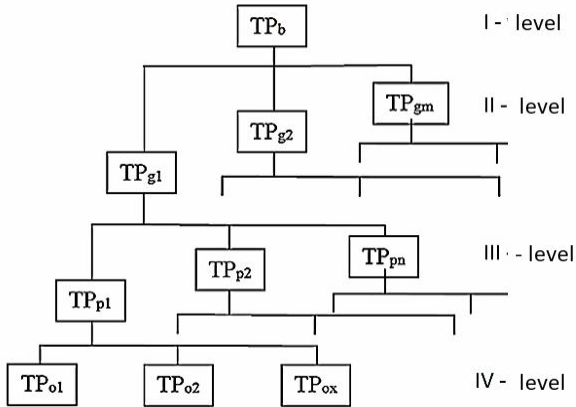 TPb I - level
TPgm II - level
TPg2
TPg1
TPpn III - - level
TPp2
TPp1
TPo1 TPo2 TPox IV - level